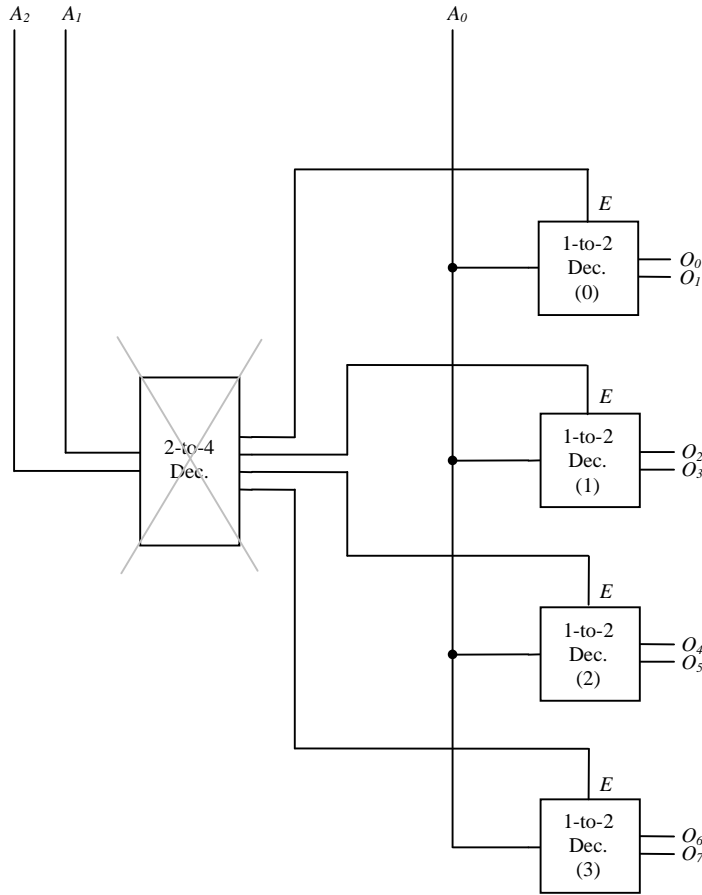 A2 A1 A0
E
1-to-2
Dec.
(0)
O0
O1
E
1-to-2
Dec.
(1)
O2
O3
2-to-4
Dec.
E
1-to-2
Dec.
(2)
O4
O5
E
1-to-2
Dec.
(3)
O6
O7